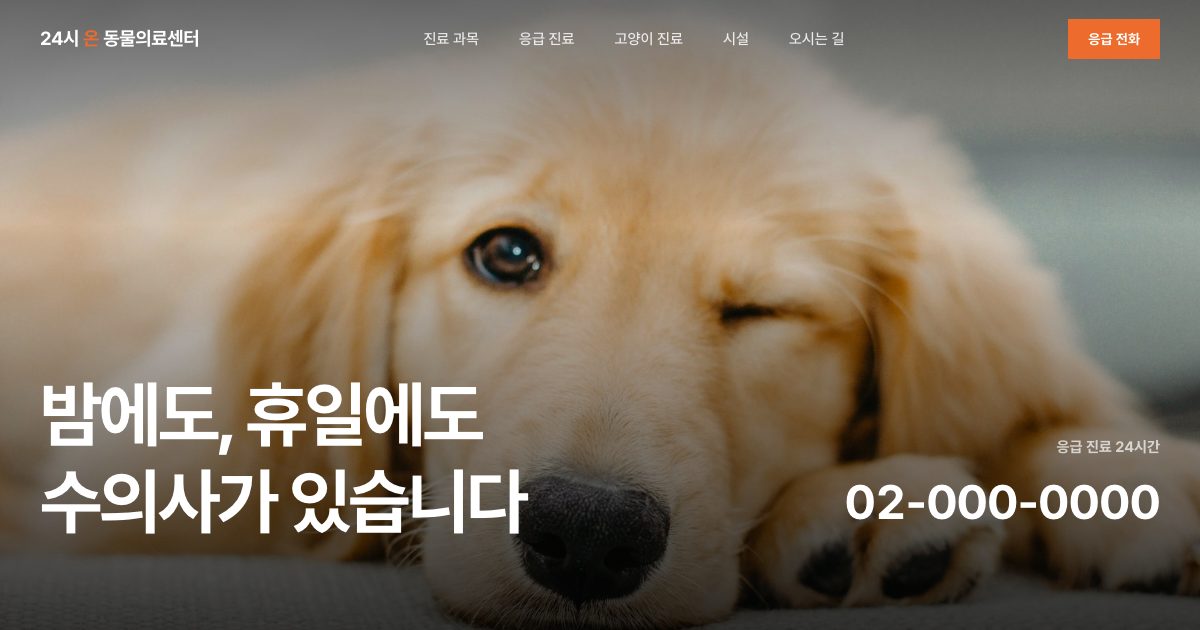 24시 온 동물의료센터
진료 과목 응급 진료 고양이 진료 시설 오시는 길
응급 전화
밤에도, 휴일에도
수의사가 있습니다
응급 진료 24시간
02-000-0000